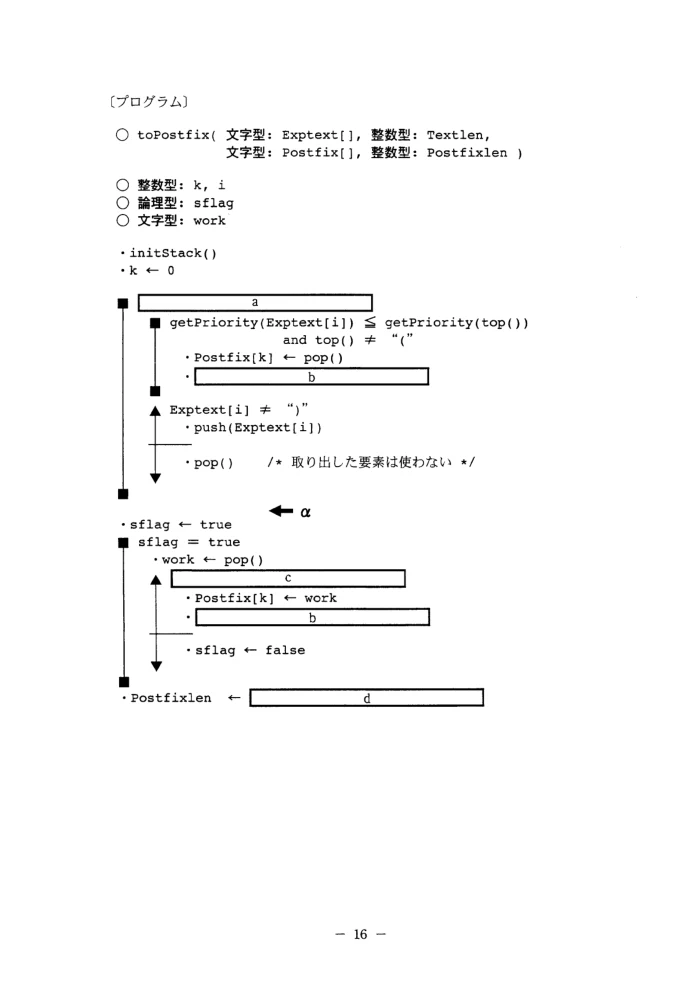 〔プログラム〕
○ toPostfix( 文字型: Exptext[], 整数型: Textlen,
文字型: Postfix[], 整数型: Postfixlen )
○ 整数型: k, i
○ 論理型: sflag
○ 文字型: work
・initStack()
・k ← 0
a
getPriority(Exptext[i]) ≦ getPriority(top())
and top() ≠ “(”
・Postfix[k] ← pop()
・ b
Exptext[i] ≠ “)”
・push(Exptext[i])
・pop() /* 取り出した要素は使わない */
← α
・sflag ← true
sflag = true
・work ← pop()
c
・Postfix[k] ← work
・ b
・sflag ← false
・Postfixlen ← d
− 16 −